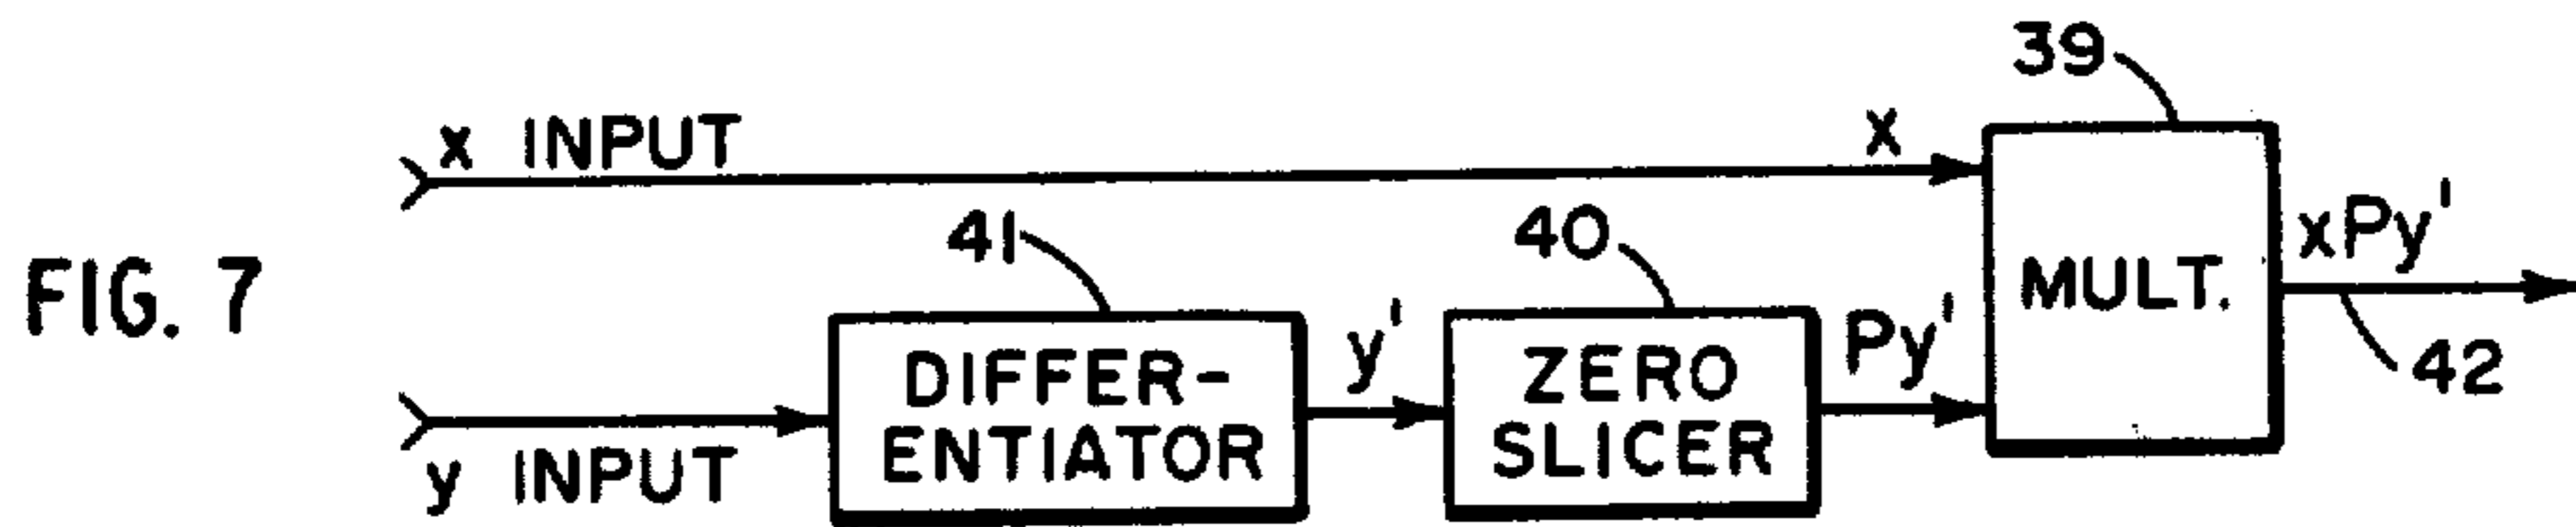 39
x INPUT
x
41
40
xPy'
FIG. 7
MULT.
y'
Py'
DIFFER-
ENTIATOR
ZERO
SLICER
42
y INPUT